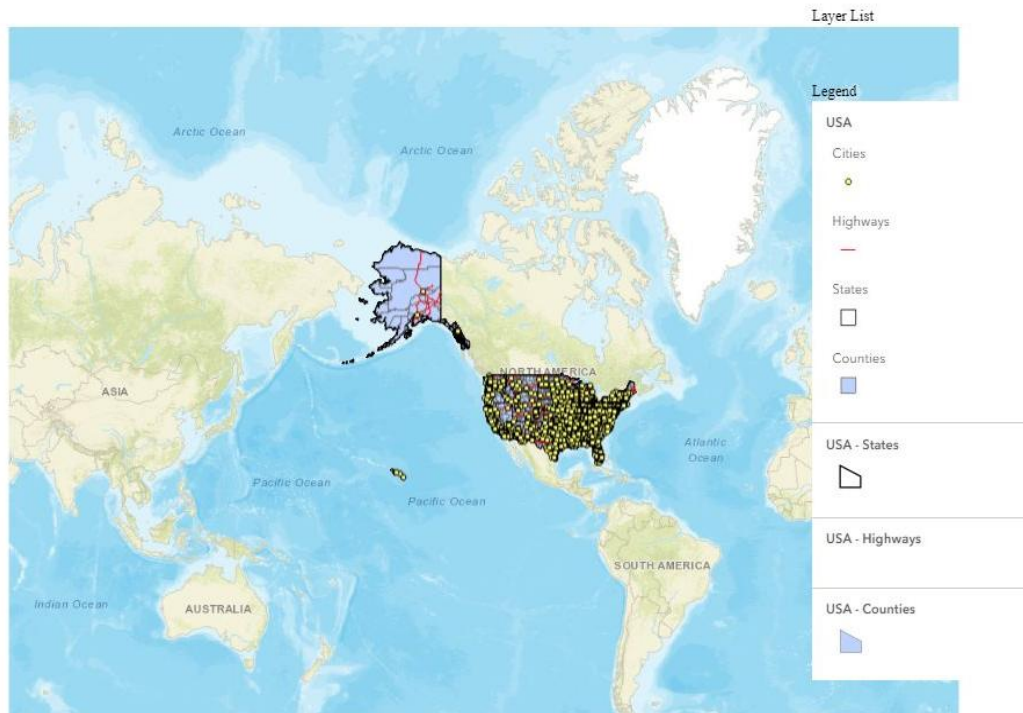 Layer List
Legend
USA
Cities
Highways
States
Counties
USA - States
USA - Highways
USA - Counties
Arctic Ocean
Arctic Ocean
NORTH AMERICA
ASIA
Atlantic
Ocean
Pacific Ocean
Pacific Ocean
SOUTH AMERICA
Indian Ocean
AUSTRALIA